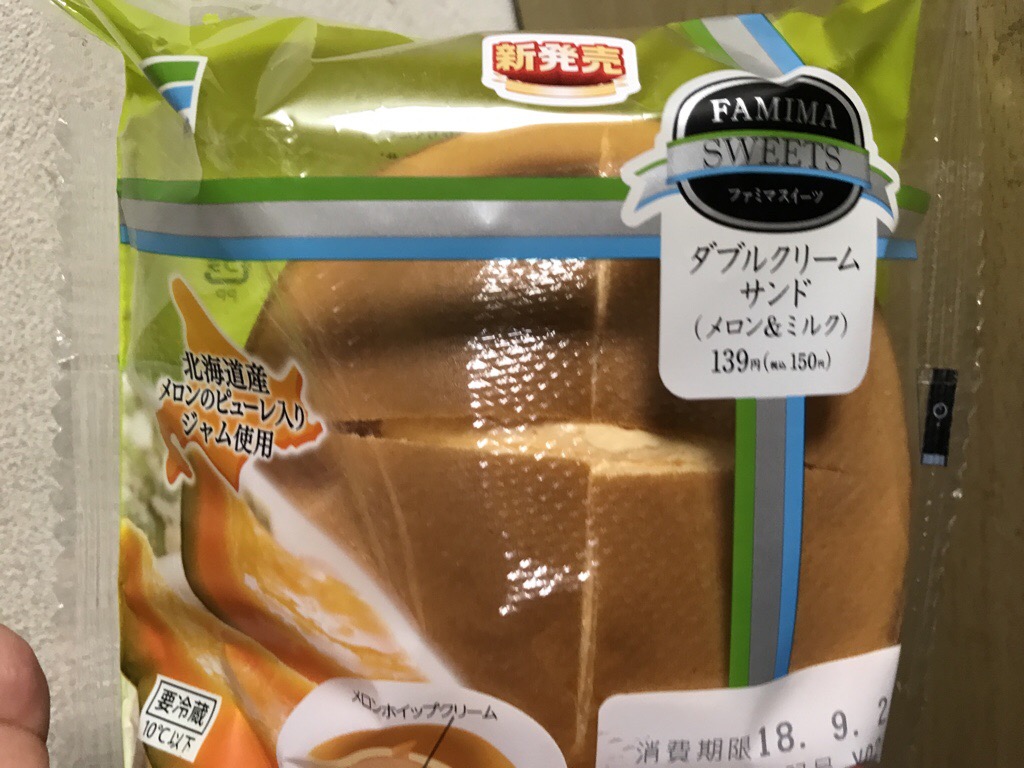 新発売
FAMIMA
SWEETS
ファミマスイーツ
ダブルクリーム
サンド
(メロン&ミルク)
139円(税込150円)
北海道産
メロンのピューレ入り
ジャム使用
PP
要冷蔵
10℃以下
メロンホイップクリーム
消費期限18. 9. 2